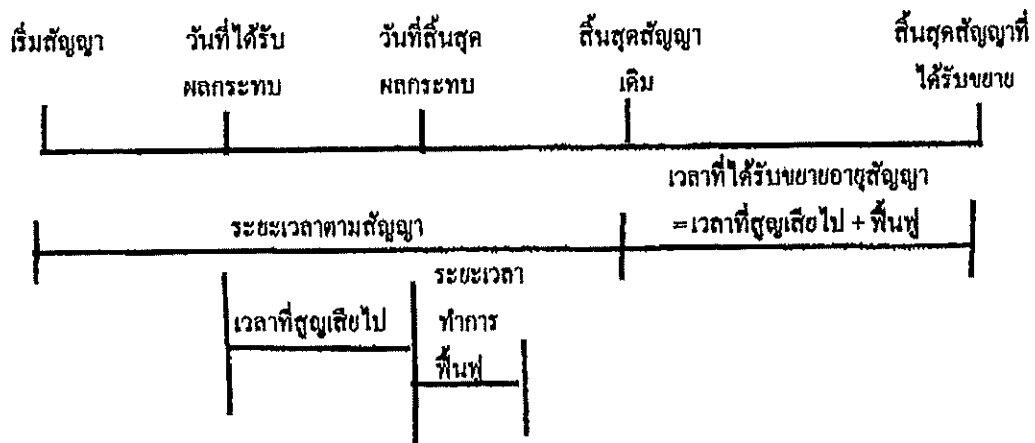 เริ่มสัญญา วันที่ได้รับ วันที่สิ้นสุด สิ้นสุดสัญญา สิ้นสุดสัญญาที่
ผลกระทบ ผลกระทบ เดิม ได้รับขยาย
เวลาที่ได้รับขยายอายุสัญญา
ระยะเวลาตามสัญญา =เวลาที่สูญเสียไป + ฟื้นฟู
ระยะเวลา
เวลาที่สูญเสียไป ทำการ
ฟื้นฟู